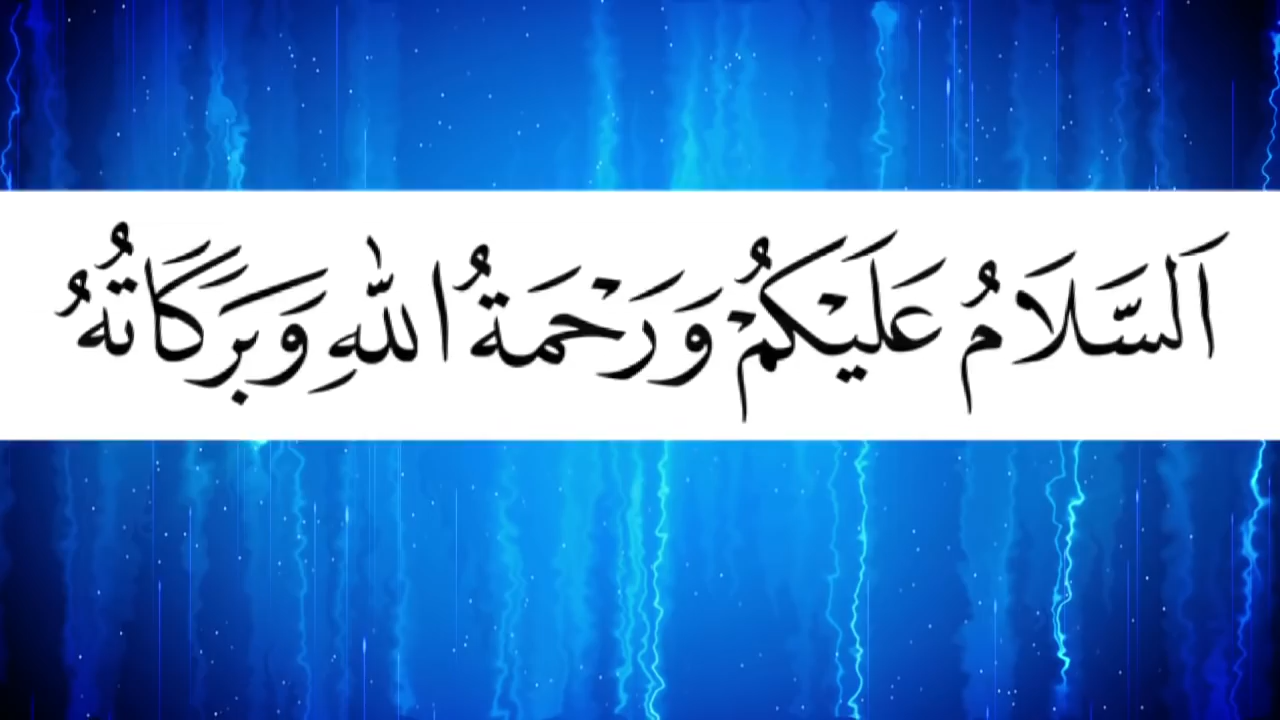 اَلسَّلَامُ عَلَيْكُمْ وَرَحْمَةُ اللّٰهِ وَبَرَكَاتُهُ